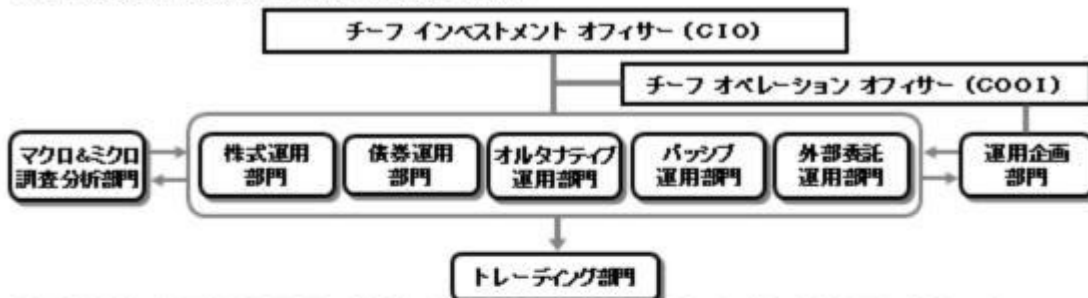 チーフ インベストメント オフィサー (CIO)
チーフ オペレーション オフィサー (COOI)
マクロ&ミクロ
調査分析部門
株式運用
部門
債券運用
部門
オルタナティブ
運用部門
パッシブ
運用部門
外部委託
運用部門
運用企画
部門
トレーディング部門